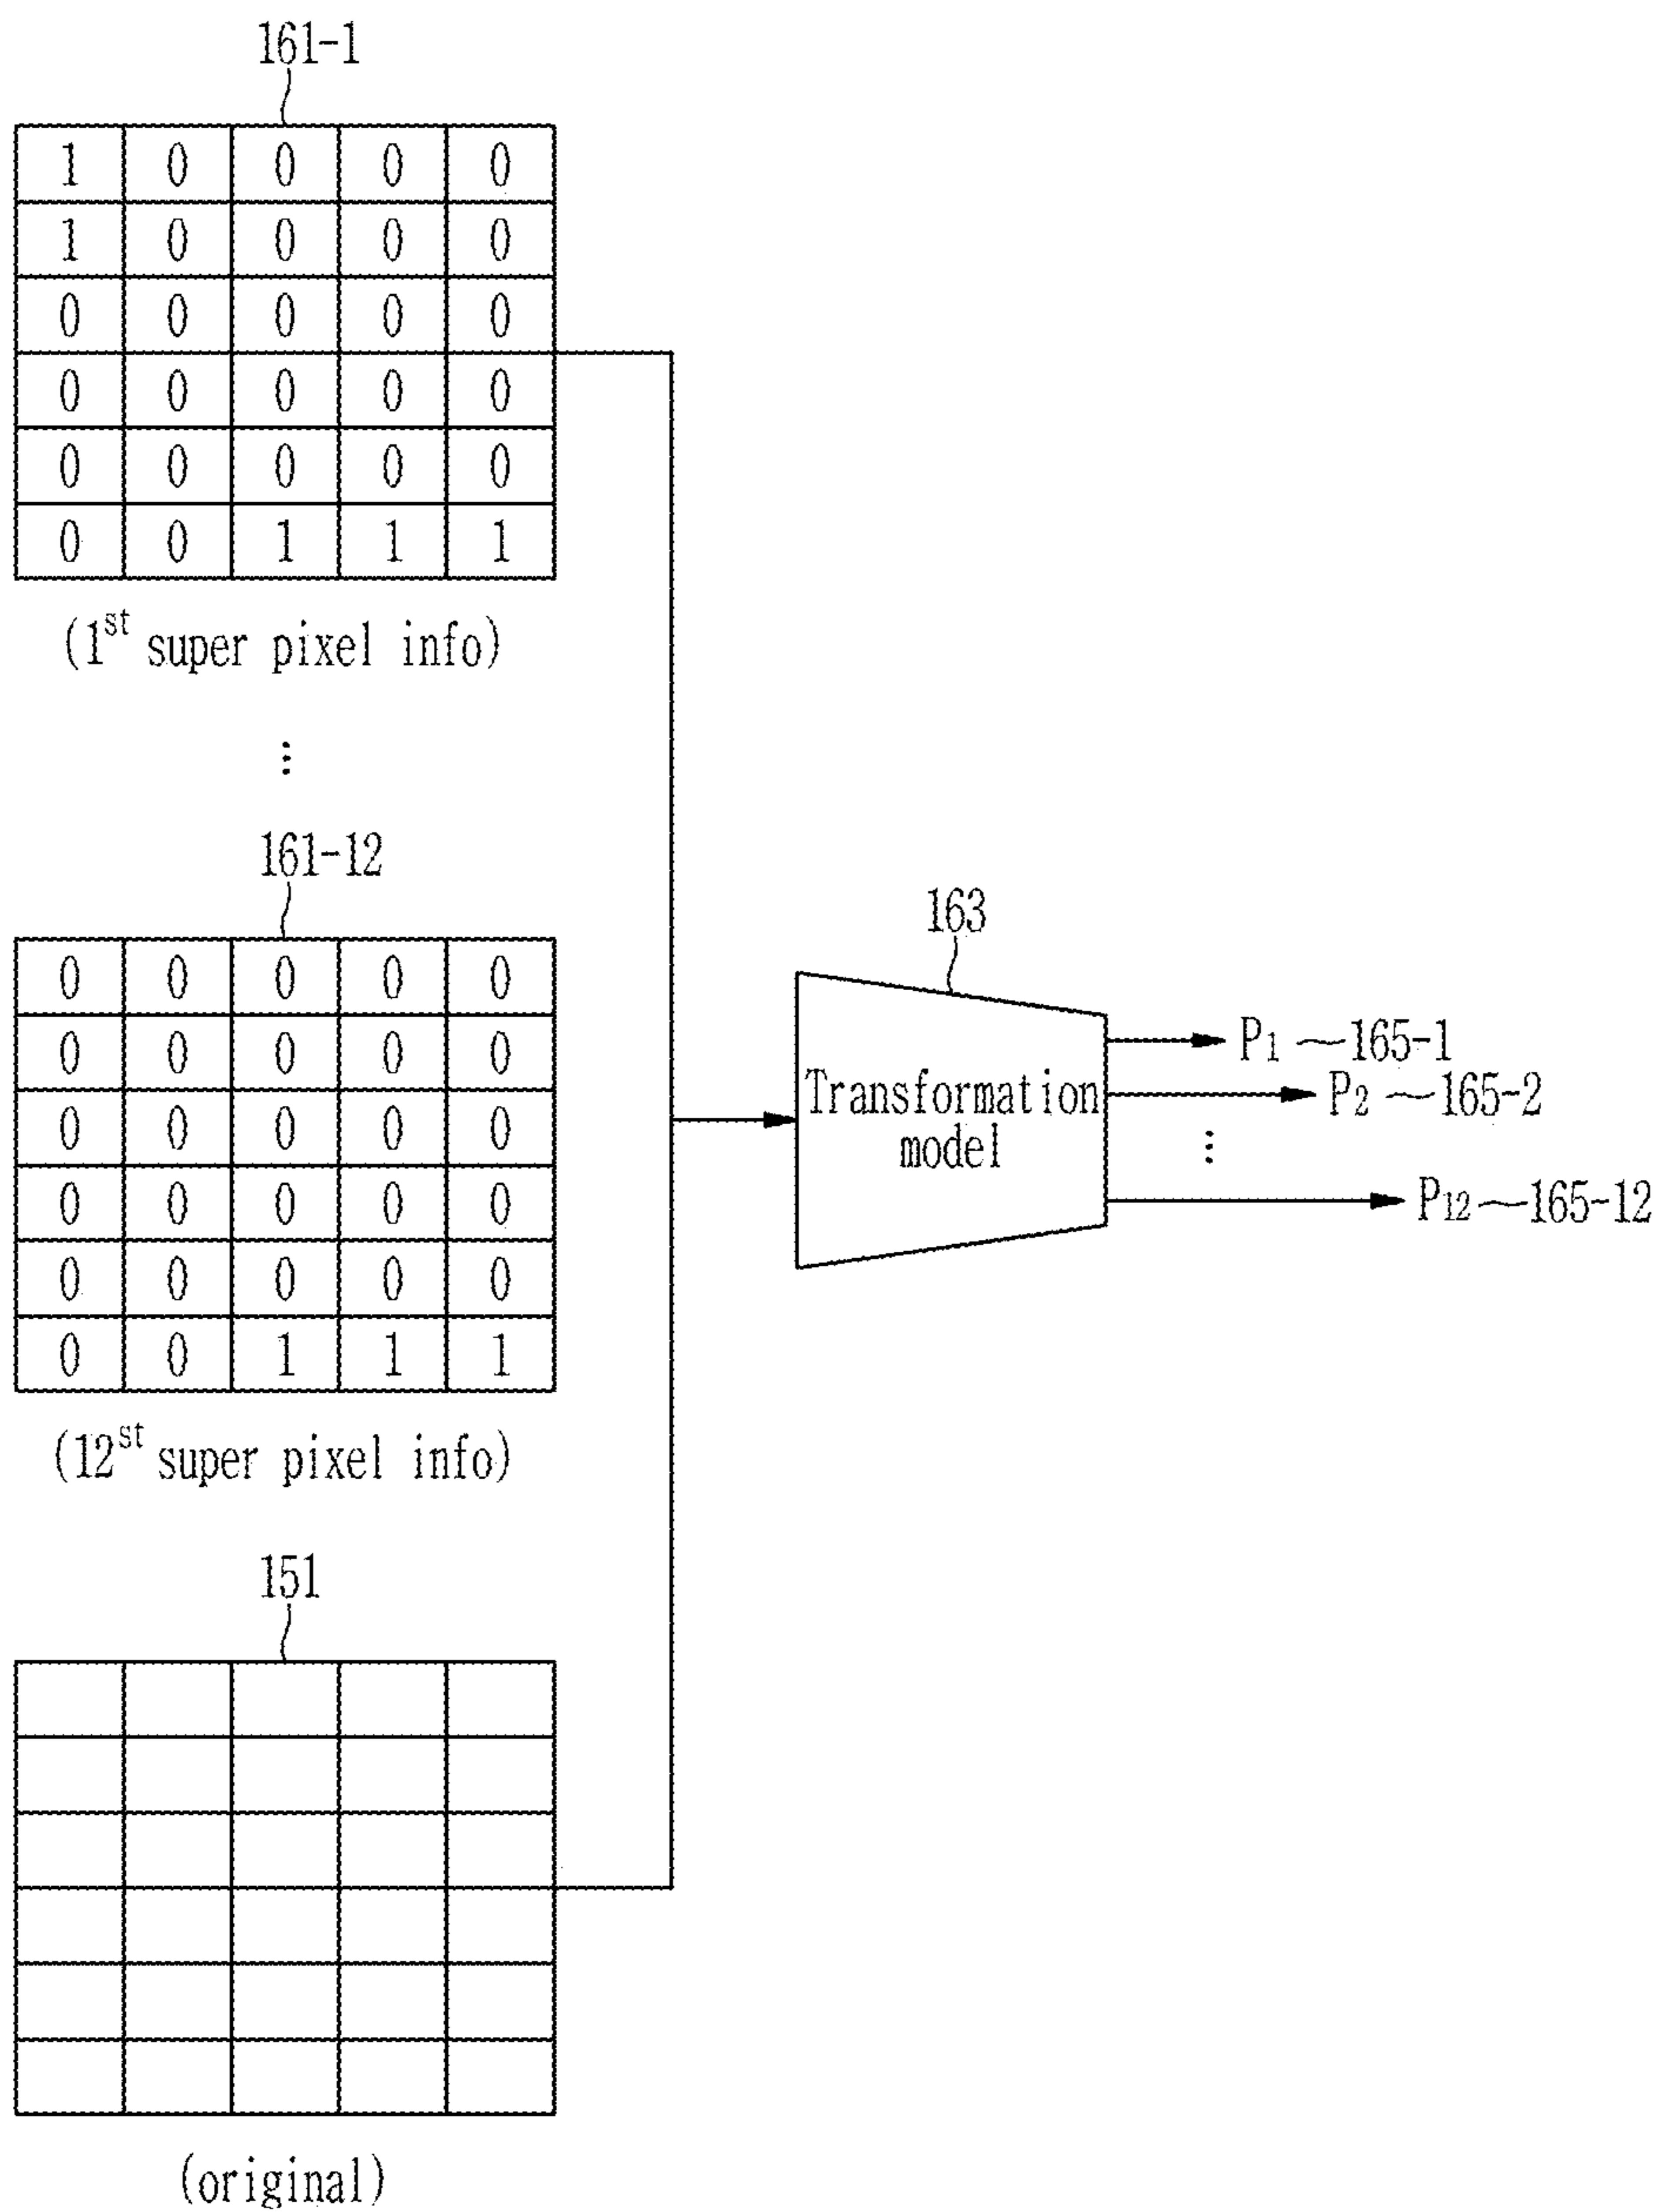 161-1
1 0 0 0 0
1 0 0 0 0
0 0 0 0 0
0 0 0 0 0
0 0 0 0 0
0 0 1 1 1
(1st super pixel info)
⋮
161-12
0 0 0 0 0
0 0 0 0 0
0 0 0 0 0
0 0 0 0 0
0 0 0 0 0
0 0 1 1 1
(12st super pixel info)
151
(original)
163
Transformation
model
P1 165-1
P2 165-2
⋮
P12 165-12